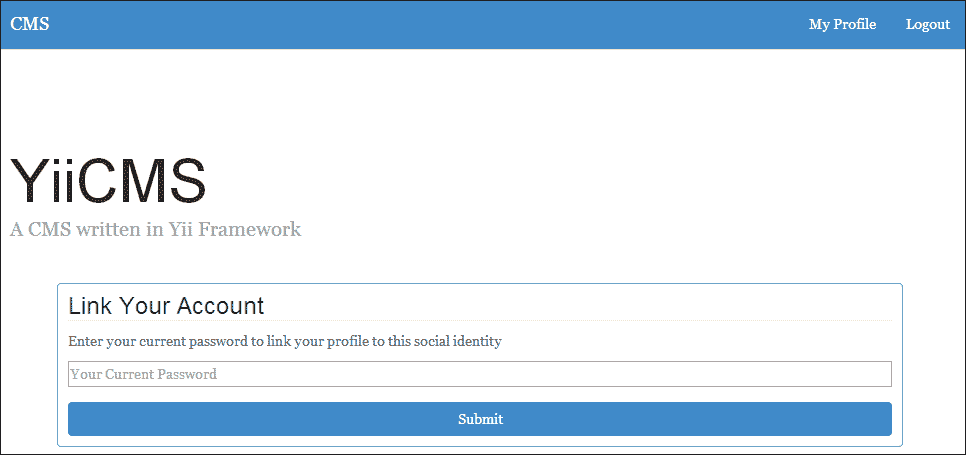 CMS My Profile Logout
YiiCMS
A CMS written in Yii Framework
Link Your Account
Enter your current password to link your profile to this social identity
Your Current Password
Submit